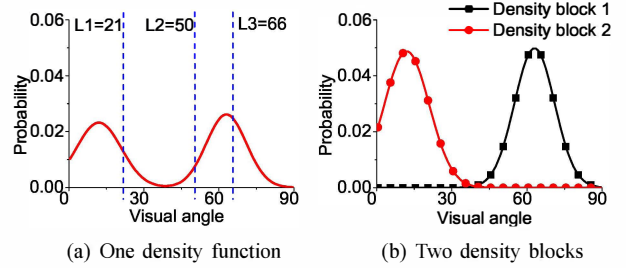 L1=21 L2=50 L3=66
0.06
0.04
0.02
0.00
0 30 60 90
Probability
Visual angle
(a) One density function
Density block 1
Density block 2
0.06
0.04
0.02
0.00
0 30 60 90
Probability
Visual angle
(b) Two density blocks